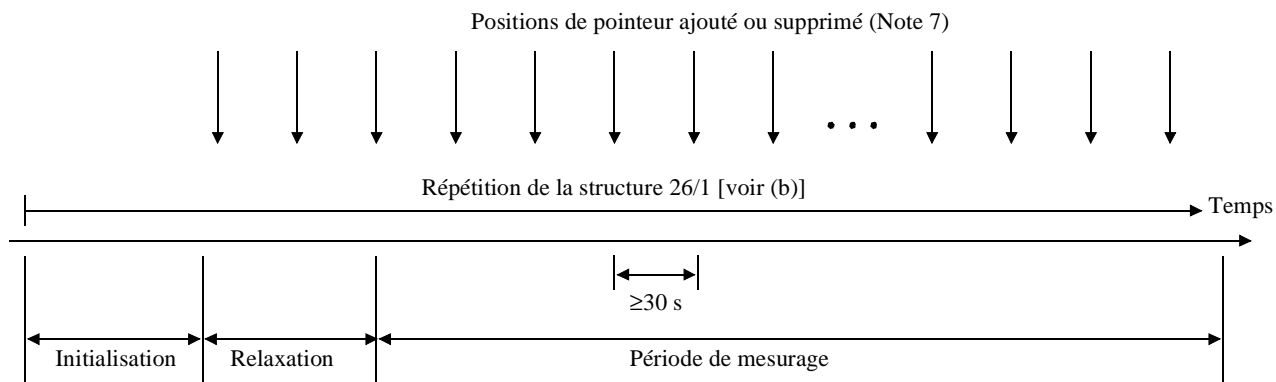 Positions de pointeur ajouté ou supprimé (Note 7)
. . .
Répétition de la structure 26/1 [voir (b)]
Temps
≥30 s
Initialisation
Relaxation
Période de mesurage